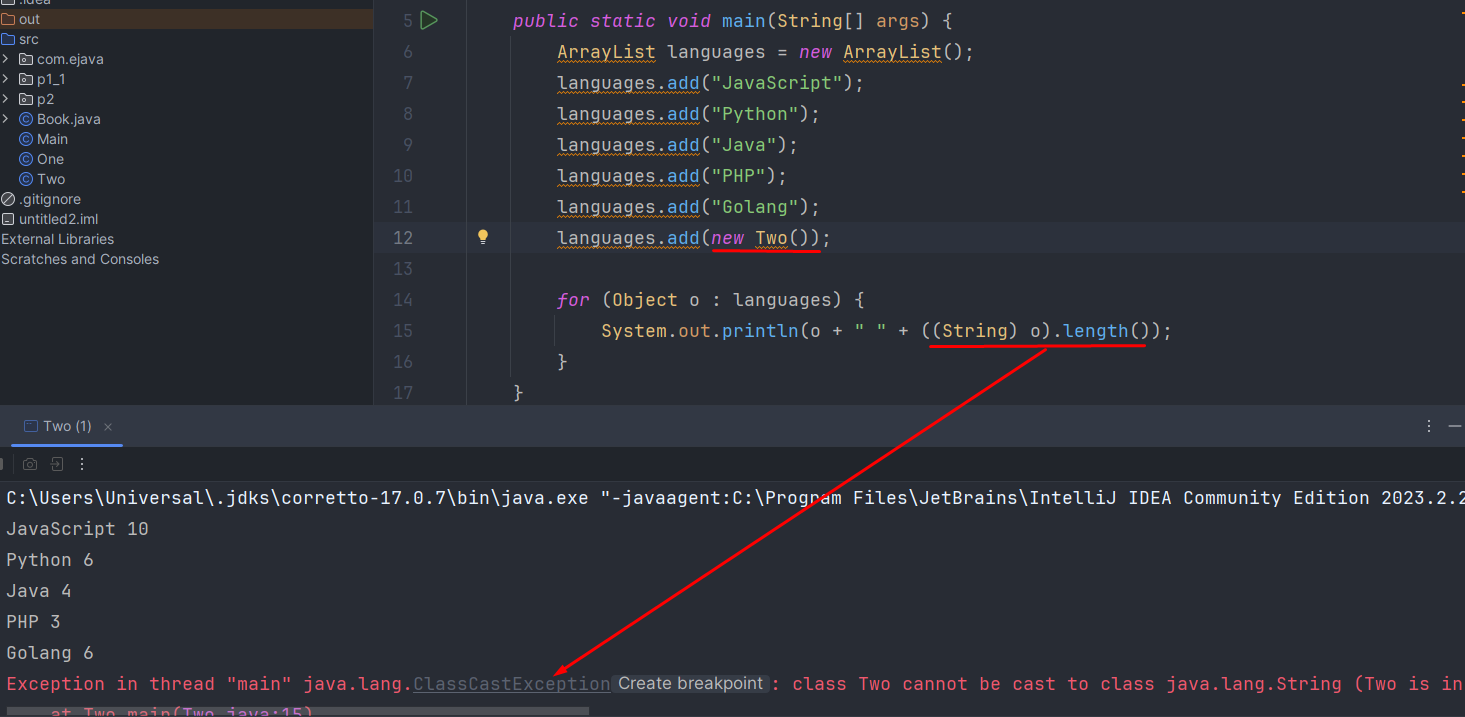 .idea
out
src
com.ejava
p1_1
p2
Book.java
Main
One
Two
.gitignore
untitled2.iml
External Libraries
Scratches and Consoles
5 public static void main(String[] args) {
6 ArrayList languages = new ArrayList();
7 languages.add("JavaScript");
8 languages.add("Python");
9 languages.add("Java");
10 languages.add("PHP");
11 languages.add("Golang");
12 languages.add(new Two());
13
14 for (Object o : languages) {
15 System.out.println(o + " " + ((String) o).length());
16 }
17 }
Two (1)
C:\Users\Universal\.jdks\corretto-17.0.7\bin\java.exe "-javaagent:C:\Program Files\JetBrains\IntelliJ IDEA Community Edition 2023.2.2
JavaScript 10
Python 6
Java 4
PHP 3
Golang 6
Exception in thread "main" java.lang.ClassCastException Create breakpoint : class Two cannot be cast to class java.lang.String (Two is in
at Two.main(Two.java:15)